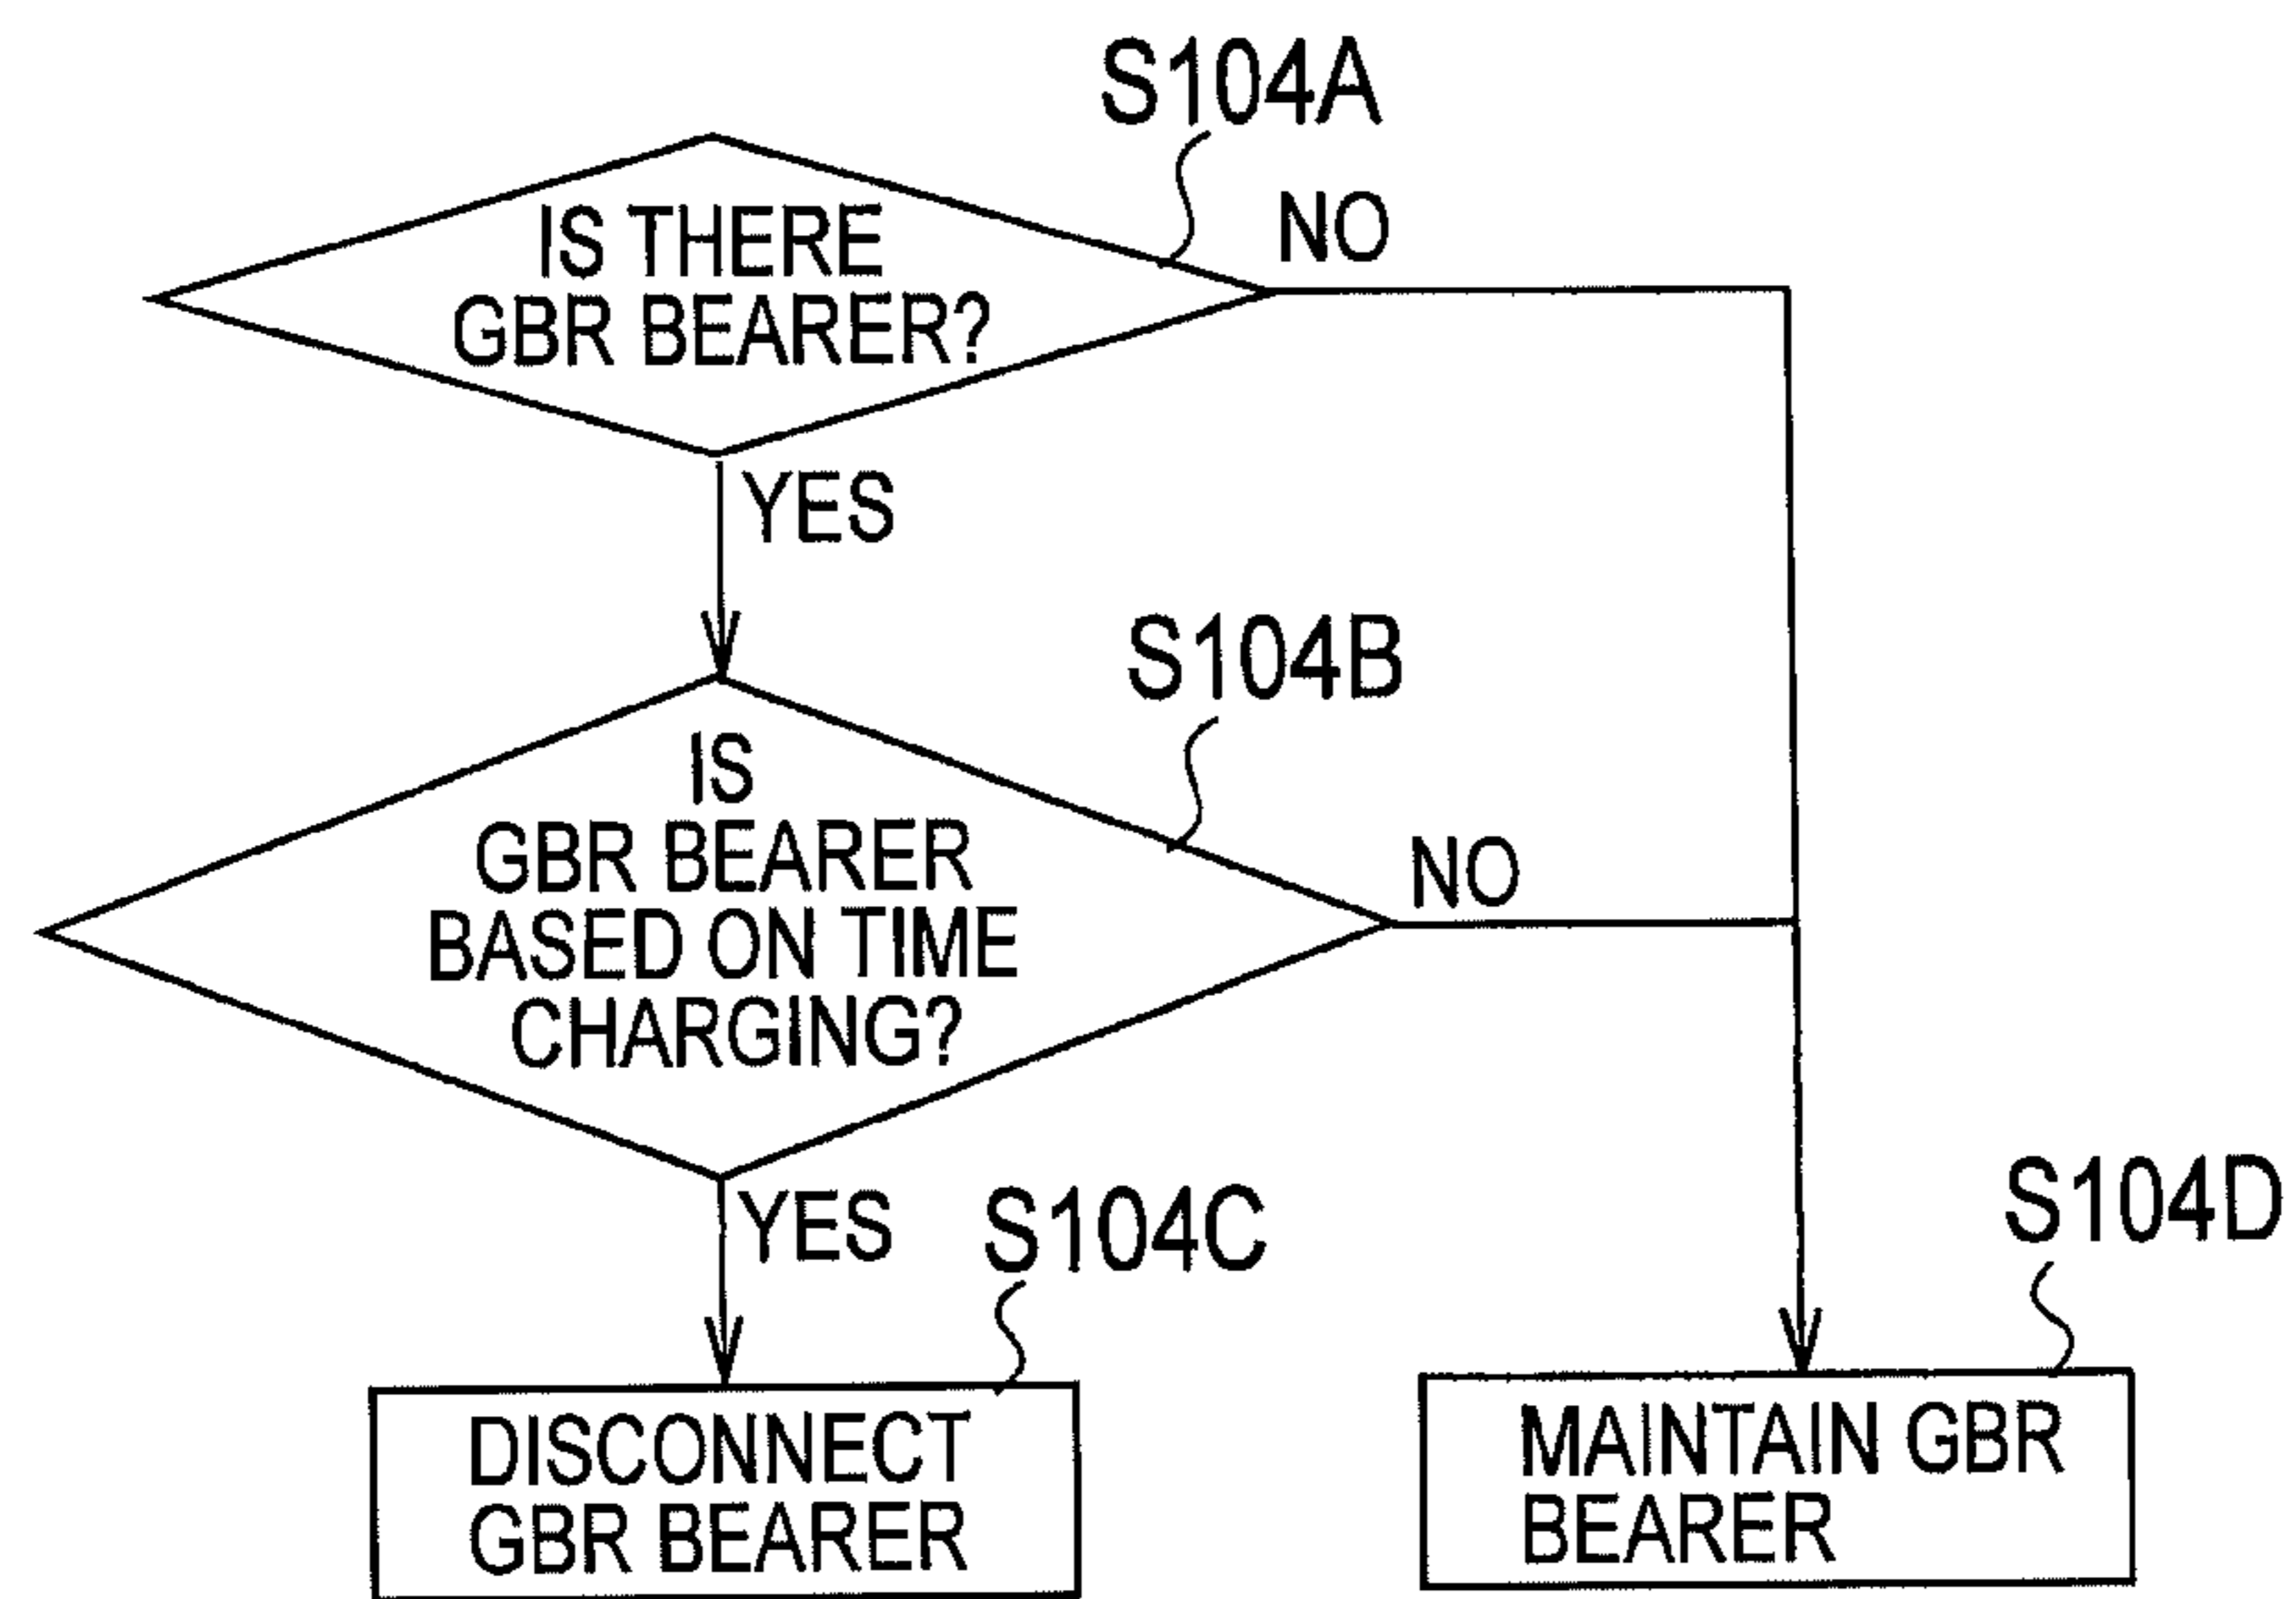 S104A
IS THERE
GBR BEARER?
NO
YES
S104B
IS
GBR BEARER
BASED ON TIME
CHARGING?
NO
YES
S104C
S104D
DISCONNECT
GBR BEARER
MAINTAIN GBR
BEARER